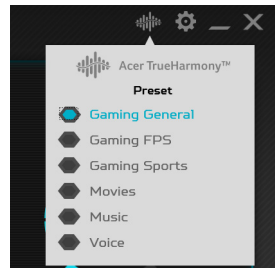 Acer TrueHarmony™
Preset
Gaming General
Gaming FPS
Gaming Sports
Movies
Music
Voice